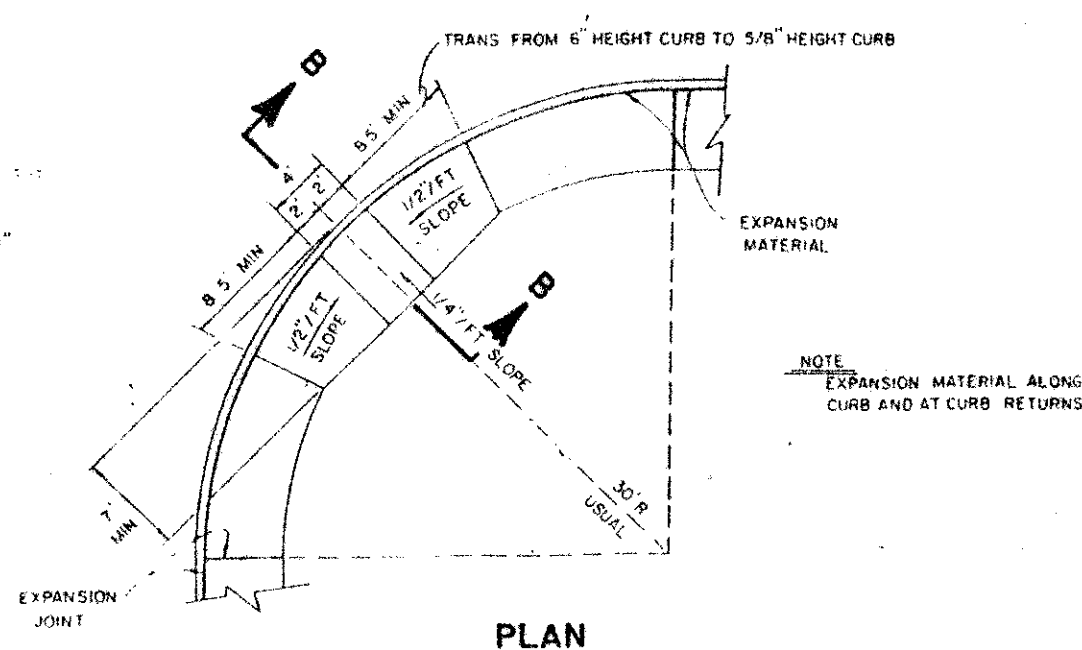 TRANS FROM 6" HEIGHT CURB TO 5/8" HEIGHT CURB
B
8.5' MIN
4'
2' 2'
8.5' MIN
1/2"/FT
SLOPE
1/2"/FT
SLOPE
1/4"/FT SLOPE
B
EXPANSION
MATERIAL
NOTE
EXPANSION MATERIAL ALONG
CURB AND AT CURB RETURNS
30'R
USUAL
7'
MIN
EXPANSION
JOINT
PLAN